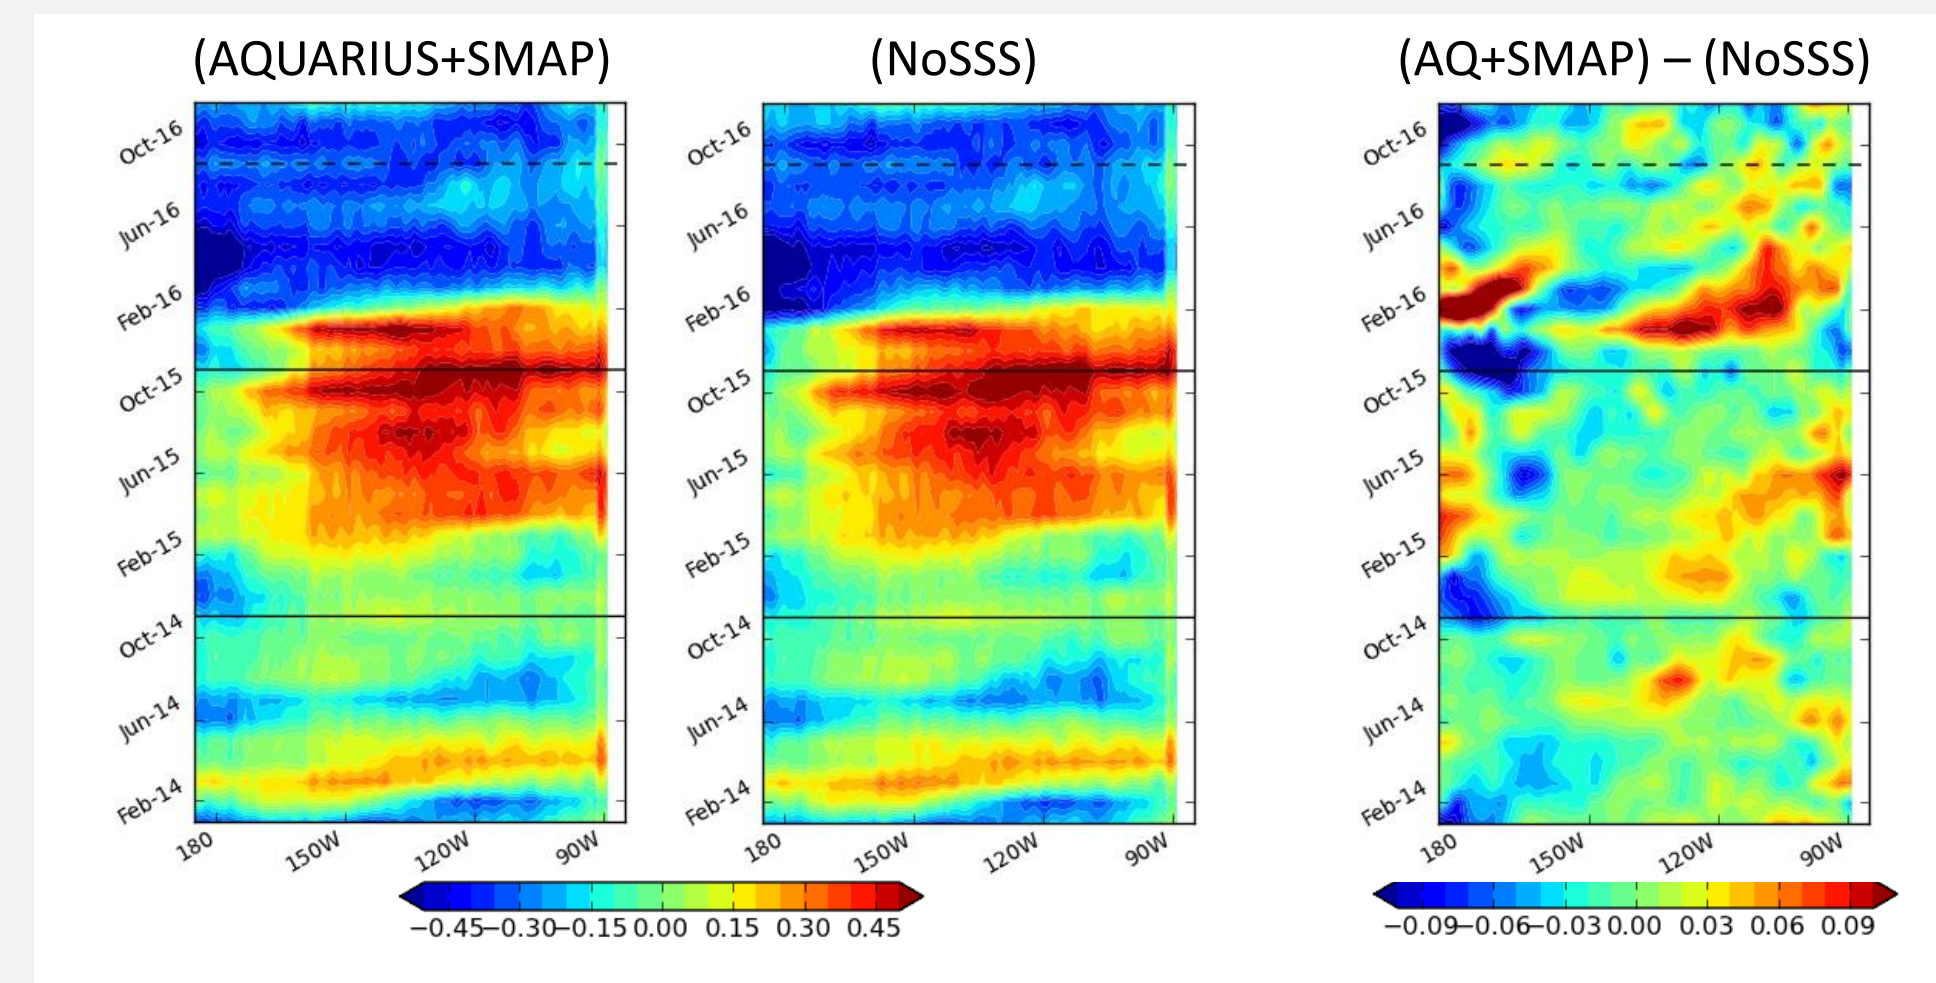 (AQUARIUS+SMAP)
Oct-16
Jun-16
Feb-16
Oct-15
Jun-15
Feb-15
Oct-14
Jun-14
Feb-14
180 150W 120W 90W
(NoSSS)
Oct-16
Jun-16
Feb-16
Oct-15
Jun-15
Feb-15
Oct-14
Jun-14
Feb-14
180 150W 120W 90W
−0.45 −0.30 −0.15 0.00 0.15 0.30 0.45
(AQ+SMAP) – (NoSSS)
Oct-16
Jun-16
Feb-16
Oct-15
Jun-15
Feb-15
Oct-14
Jun-14
Feb-14
180 150W 120W 90W
−0.09 −0.06 −0.03 0.00 0.03 0.06 0.09